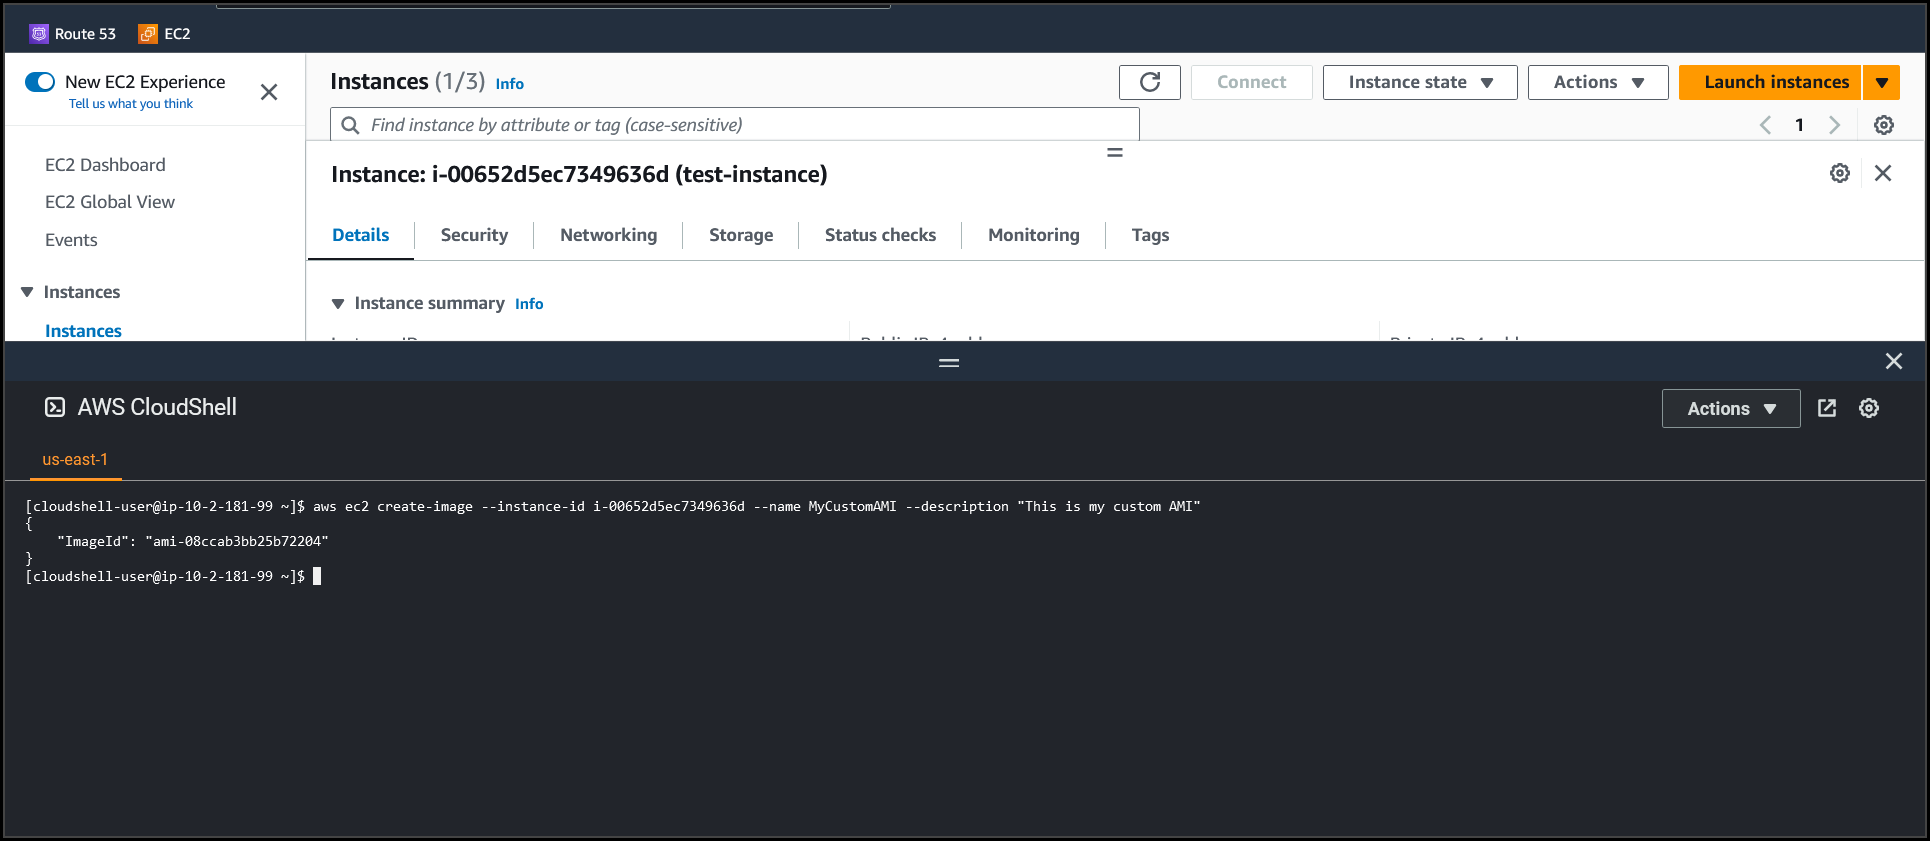 Route 53 EC2
New EC2 Experience
Tell us what you think
EC2 Dashboard
EC2 Global View
Events
Instances
Instances
Instances (1/3) Info
Connect Instance state Actions Launch instances
Find instance by attribute or tag (case-sensitive)
1
Instance: i-00652d5ec7349636d (test-instance)
Details Security Networking Storage Status checks Monitoring Tags
Instance summary Info
AWS CloudShell
Actions
us-east-1
[cloudshell-user@ip-10-2-181-99 ~]$ aws ec2 create-image --instance-id i-00652d5ec7349636d --name MyCustomAMI --description "This is my custom AMI"
{
"ImageId": "ami-08ccab3bb25b72204"
}
[cloudshell-user@ip-10-2-181-99 ~]$